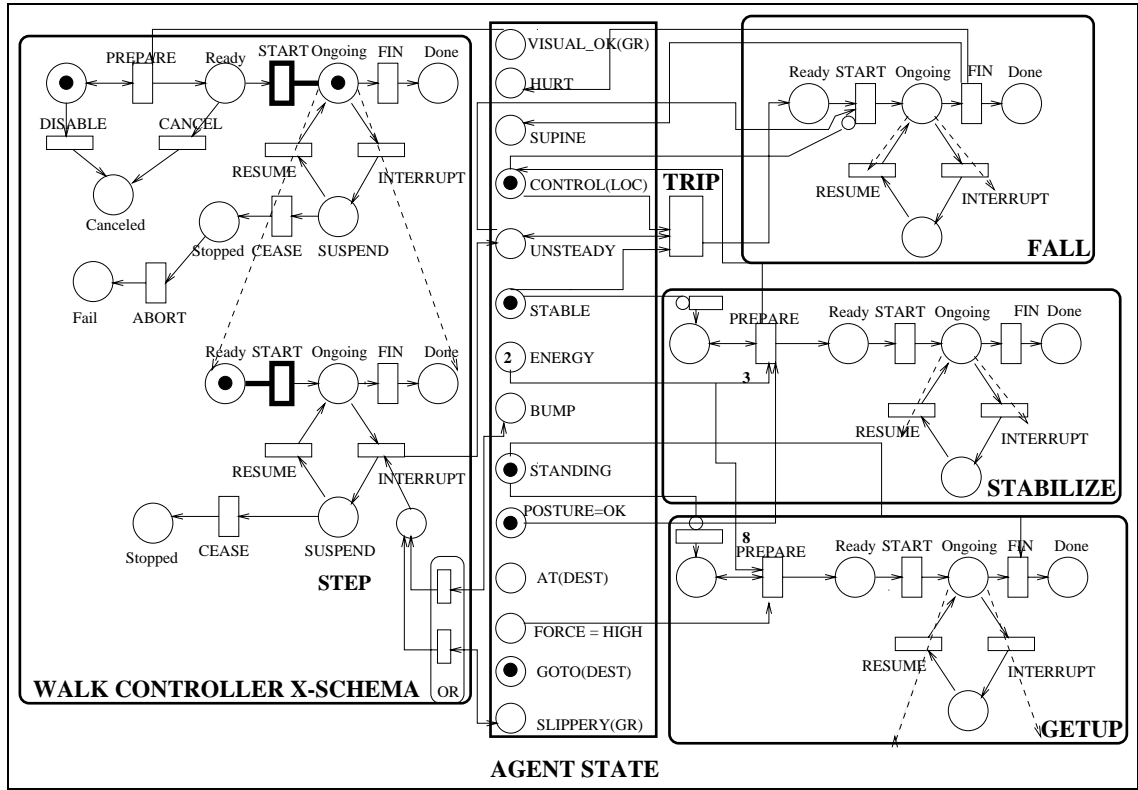 PREPARE
Ready
START
Ongoing
FIN
Done
DISABLE
CANCEL
RESUME
INTERRUPT
Canceled
Stopped
CEASE
SUSPEND
Fail
ABORT
Ready
START
Ongoing
FIN
Done
RESUME
INTERRUPT
Stopped
CEASE
SUSPEND
STEP
OR
WALK CONTROLLER X-SCHEMA
VISUAL_OK(GR)
HURT
SUPINE
CONTROL(LOC)
UNSTEADY
STABLE
2 ENERGY
BUMP
STANDING
POSTURE=OK
AT(DEST)
FORCE = HIGH
GOTO(DEST)
SLIPPERY(GR)
AGENT STATE
TRIP
Ready
START
Ongoing
FIN
Done
RESUME
INTERRUPT
FALL
PREPARE
3
Ready
START
Ongoing
FIN
Done
RESUME
INTERRUPT
STABILIZE
8
PREPARE
Ready
START
Ongoing
FIN
Done
RESUME
INTERRUPT
GETUP